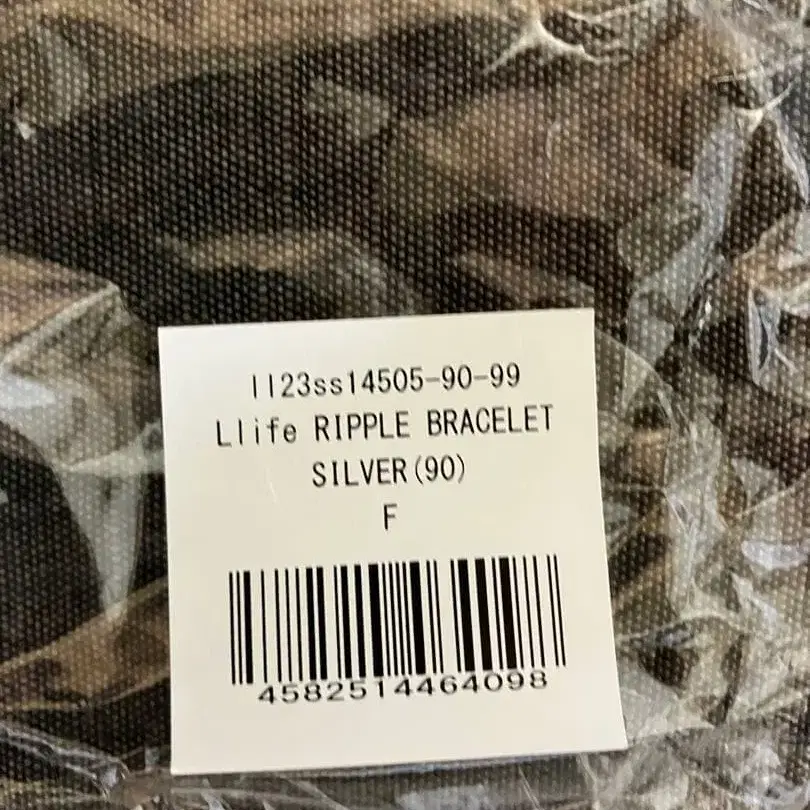 ll23ss14505-90-99
Llife RIPPLE BRACELET
SILVER(90)
F
4582514464098